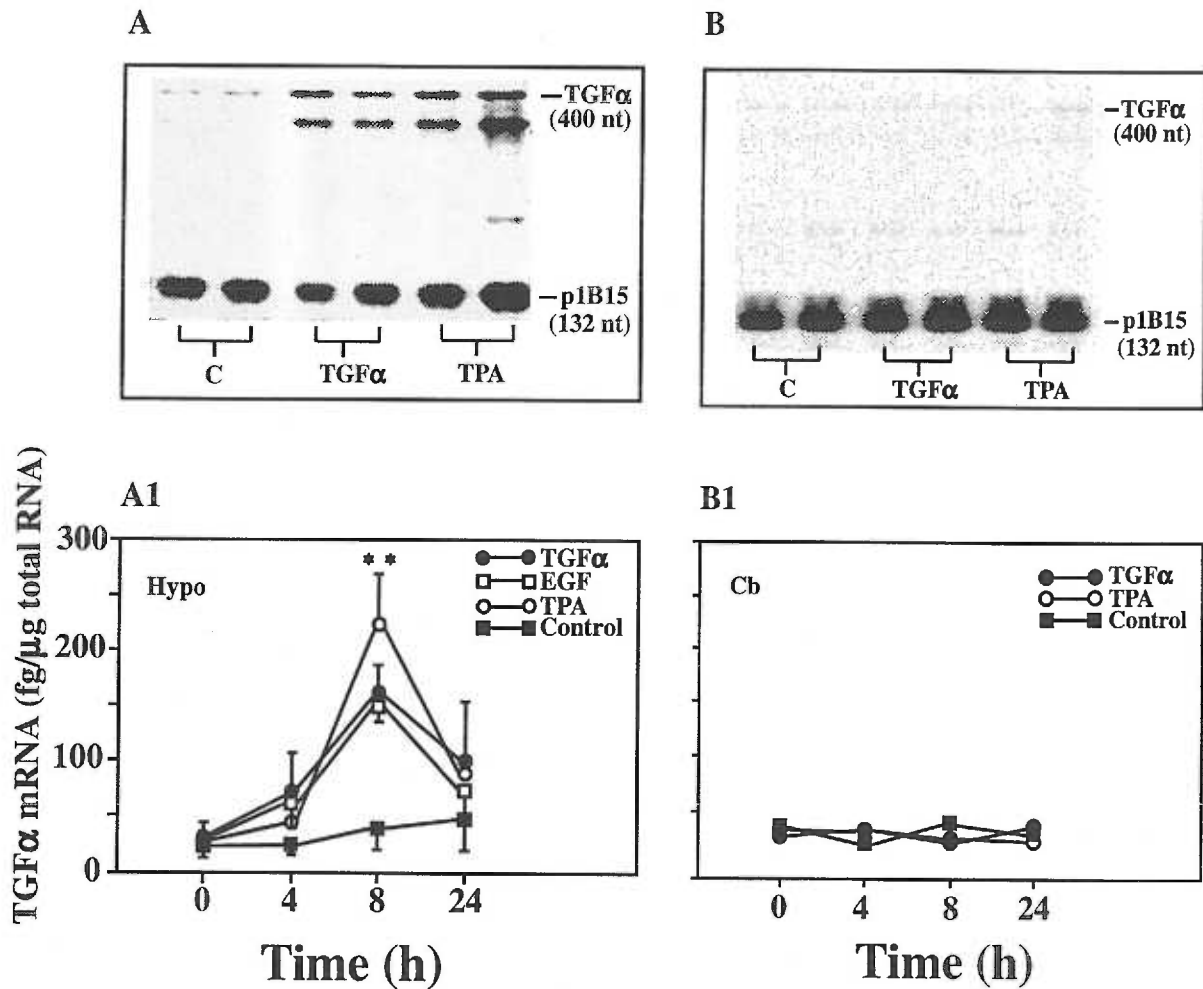 A
–TGFα
(400 nt)
–p1B15
(132 nt)
C TGFα TPA
B
–TGFα
(400 nt)
–p1B15
(132 nt)
C TGFα TPA
TGFα mRNA (fg/μg total RNA)
A1
300
200
100
0
Hypo
* *
TGFα
EGF
TPA
Control
0 4 8 24
Time (h)
B1
Cb
TGFα
TPA
Control
0 4 8 24
Time (h)